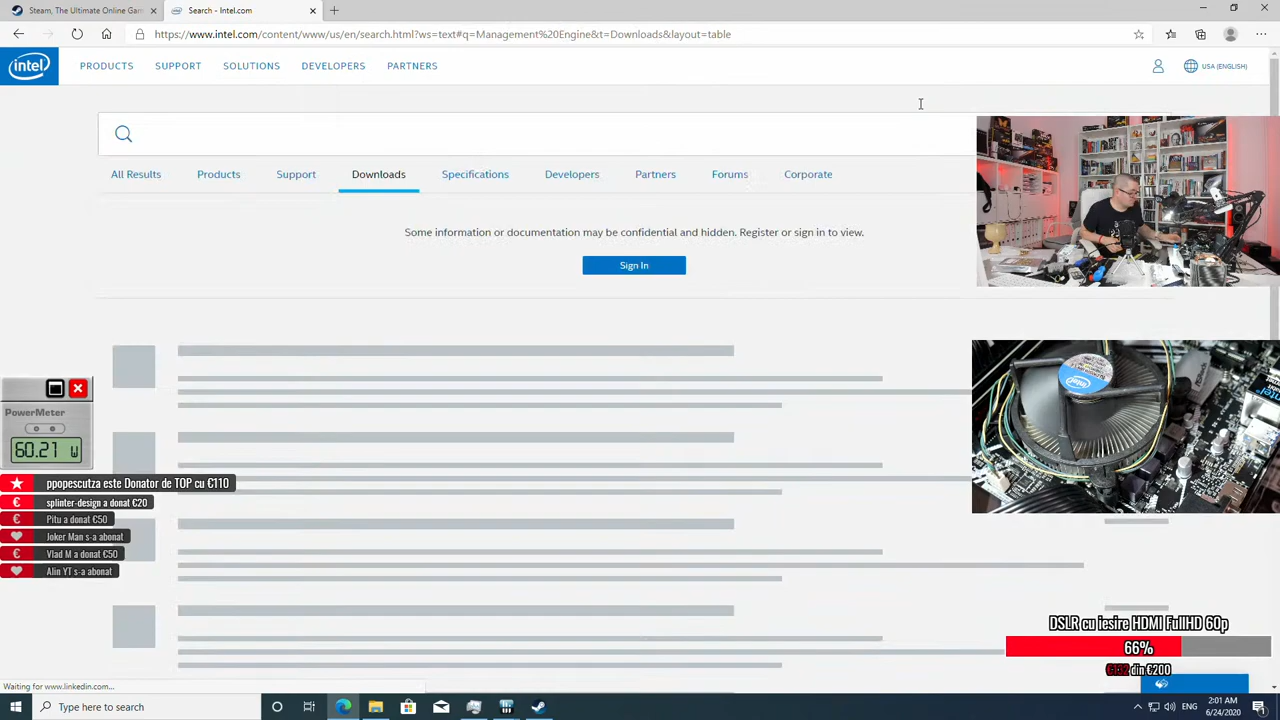 Steam, The Ultimate Online Gam
Search - Intel.com
https://www.intel.com/content/www/us/en/search.html?ws=text#q=Management%20Engine&t=Downloads&layout=table
intel
PRODUCTS
SUPPORT
SOLUTIONS
DEVELOPERS
PARTNERS
USA (ENGLISH)
All Results
Products
Support
Downloads
Specifications
Developers
Partners
Forums
Corporate
Some information or documentation may be confidential and hidden. Register or sign in to view.
Sign In
intel
PowerMeter
60.21 W
ppopescutza este Donator de TOP cu €110
splinter-design a donat €20
Pitu a donat €50
Joker Man s-a abonat
Vlad M a donat €50
Alin YT s-a abonat
DSLR cu iesire HDMI FullHD 60p
66%
€132 din €200
Waiting for www.linkedin.com...
Type here to search
ENG
2:01 AM
6/24/2020